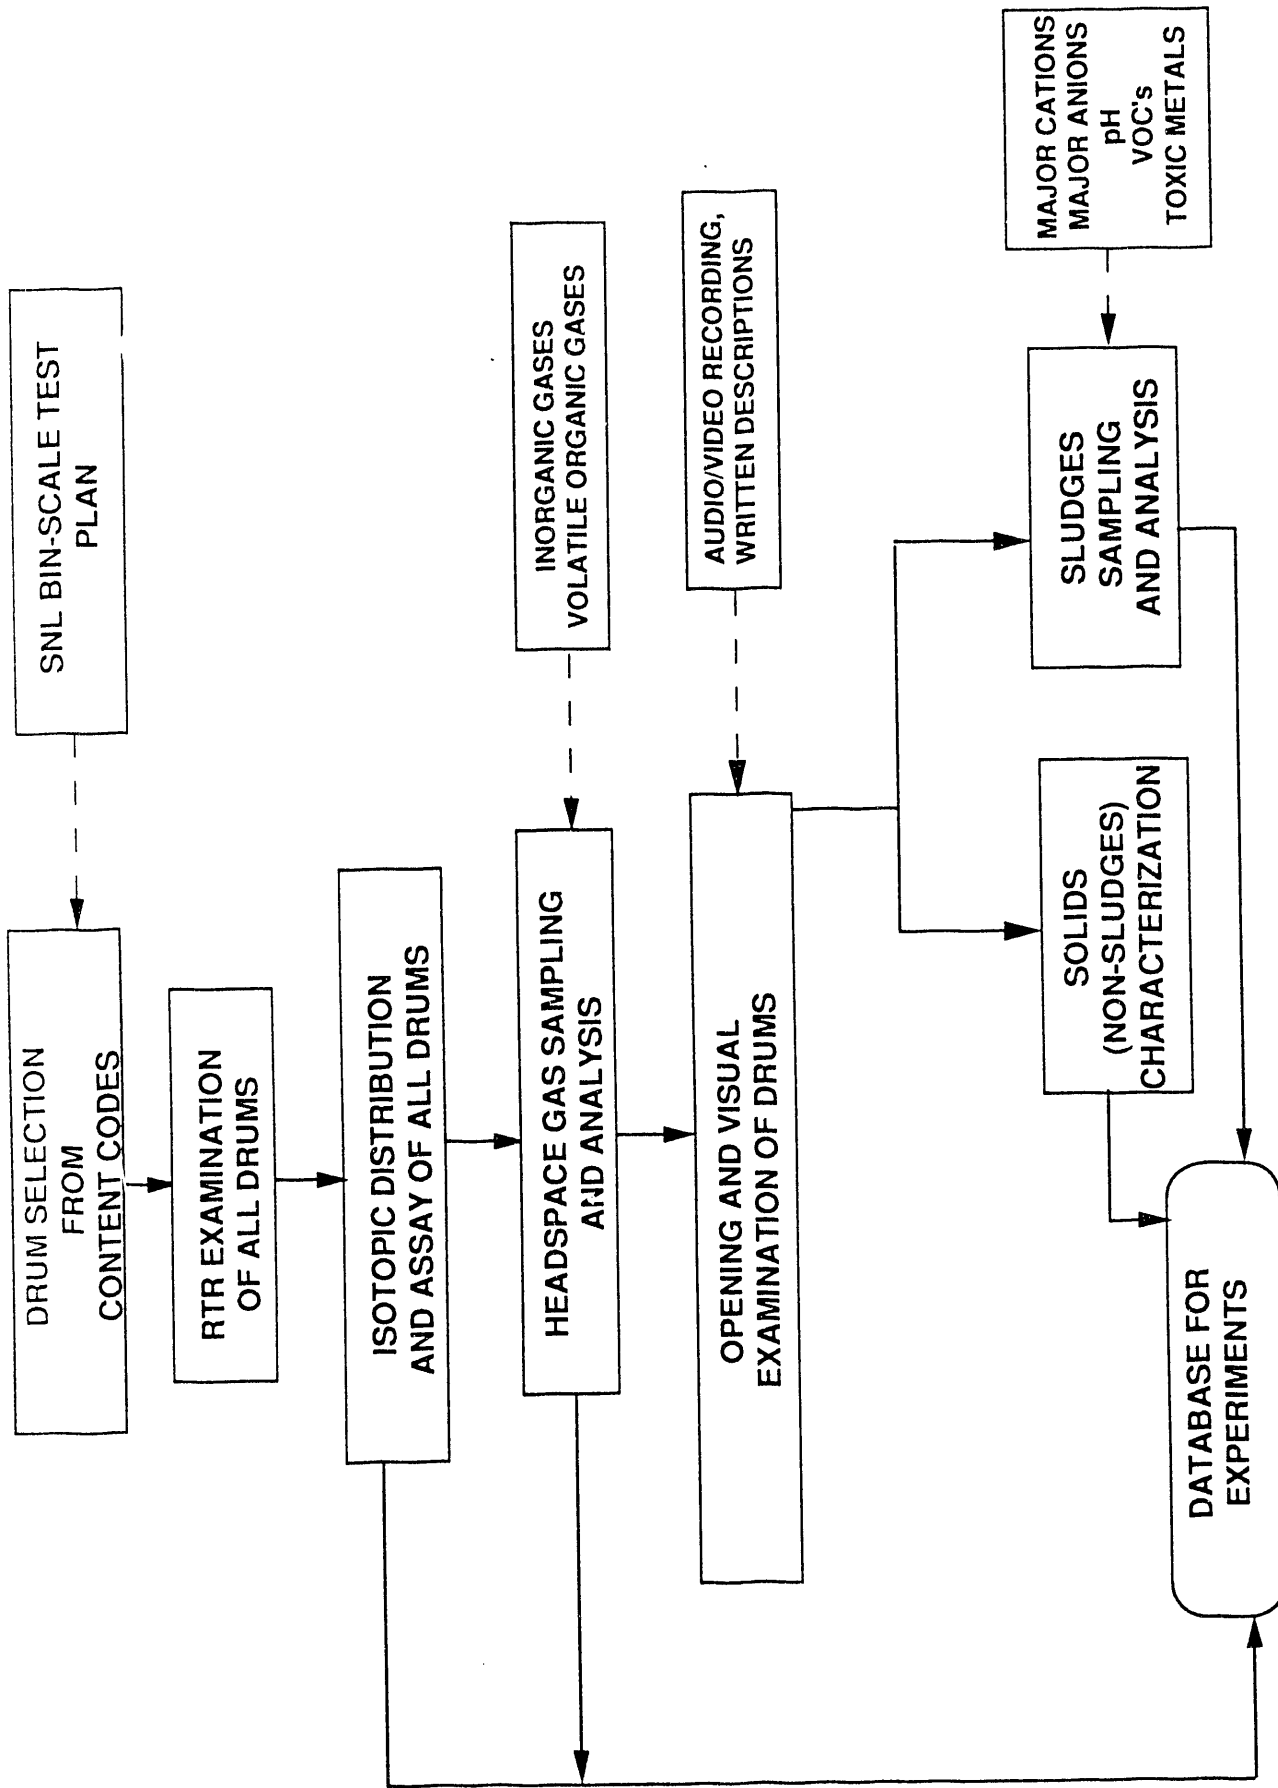 SNL BIN-SCALE TEST
PLAN
DRUM SELECTION
FROM
CONTENT CODES
RTR EXAMINATION
OF ALL DRUMS
ISOTOPIC DISTRIBUTION
AND ASSAY OF ALL DRUMS
INORGANIC GASES
VOLATILE ORGANIC GASES
HEADSPACE GAS SAMPLING
AND ANALYSIS
AUDIO/VIDEO RECORDING,
WRITTEN DESCRIPTIONS
OPENING AND VISUAL
EXAMINATION OF DRUMS
MAJOR CATIONS
MAJOR ANIONS
pH
VOC's
TOXIC METALS
SLUDGES
SAMPLING
AND ANALYSIS
SOLIDS
(NON-SLUDGES)
CHARACTERIZATION
DATABASE FOR
EXPERIMENTS